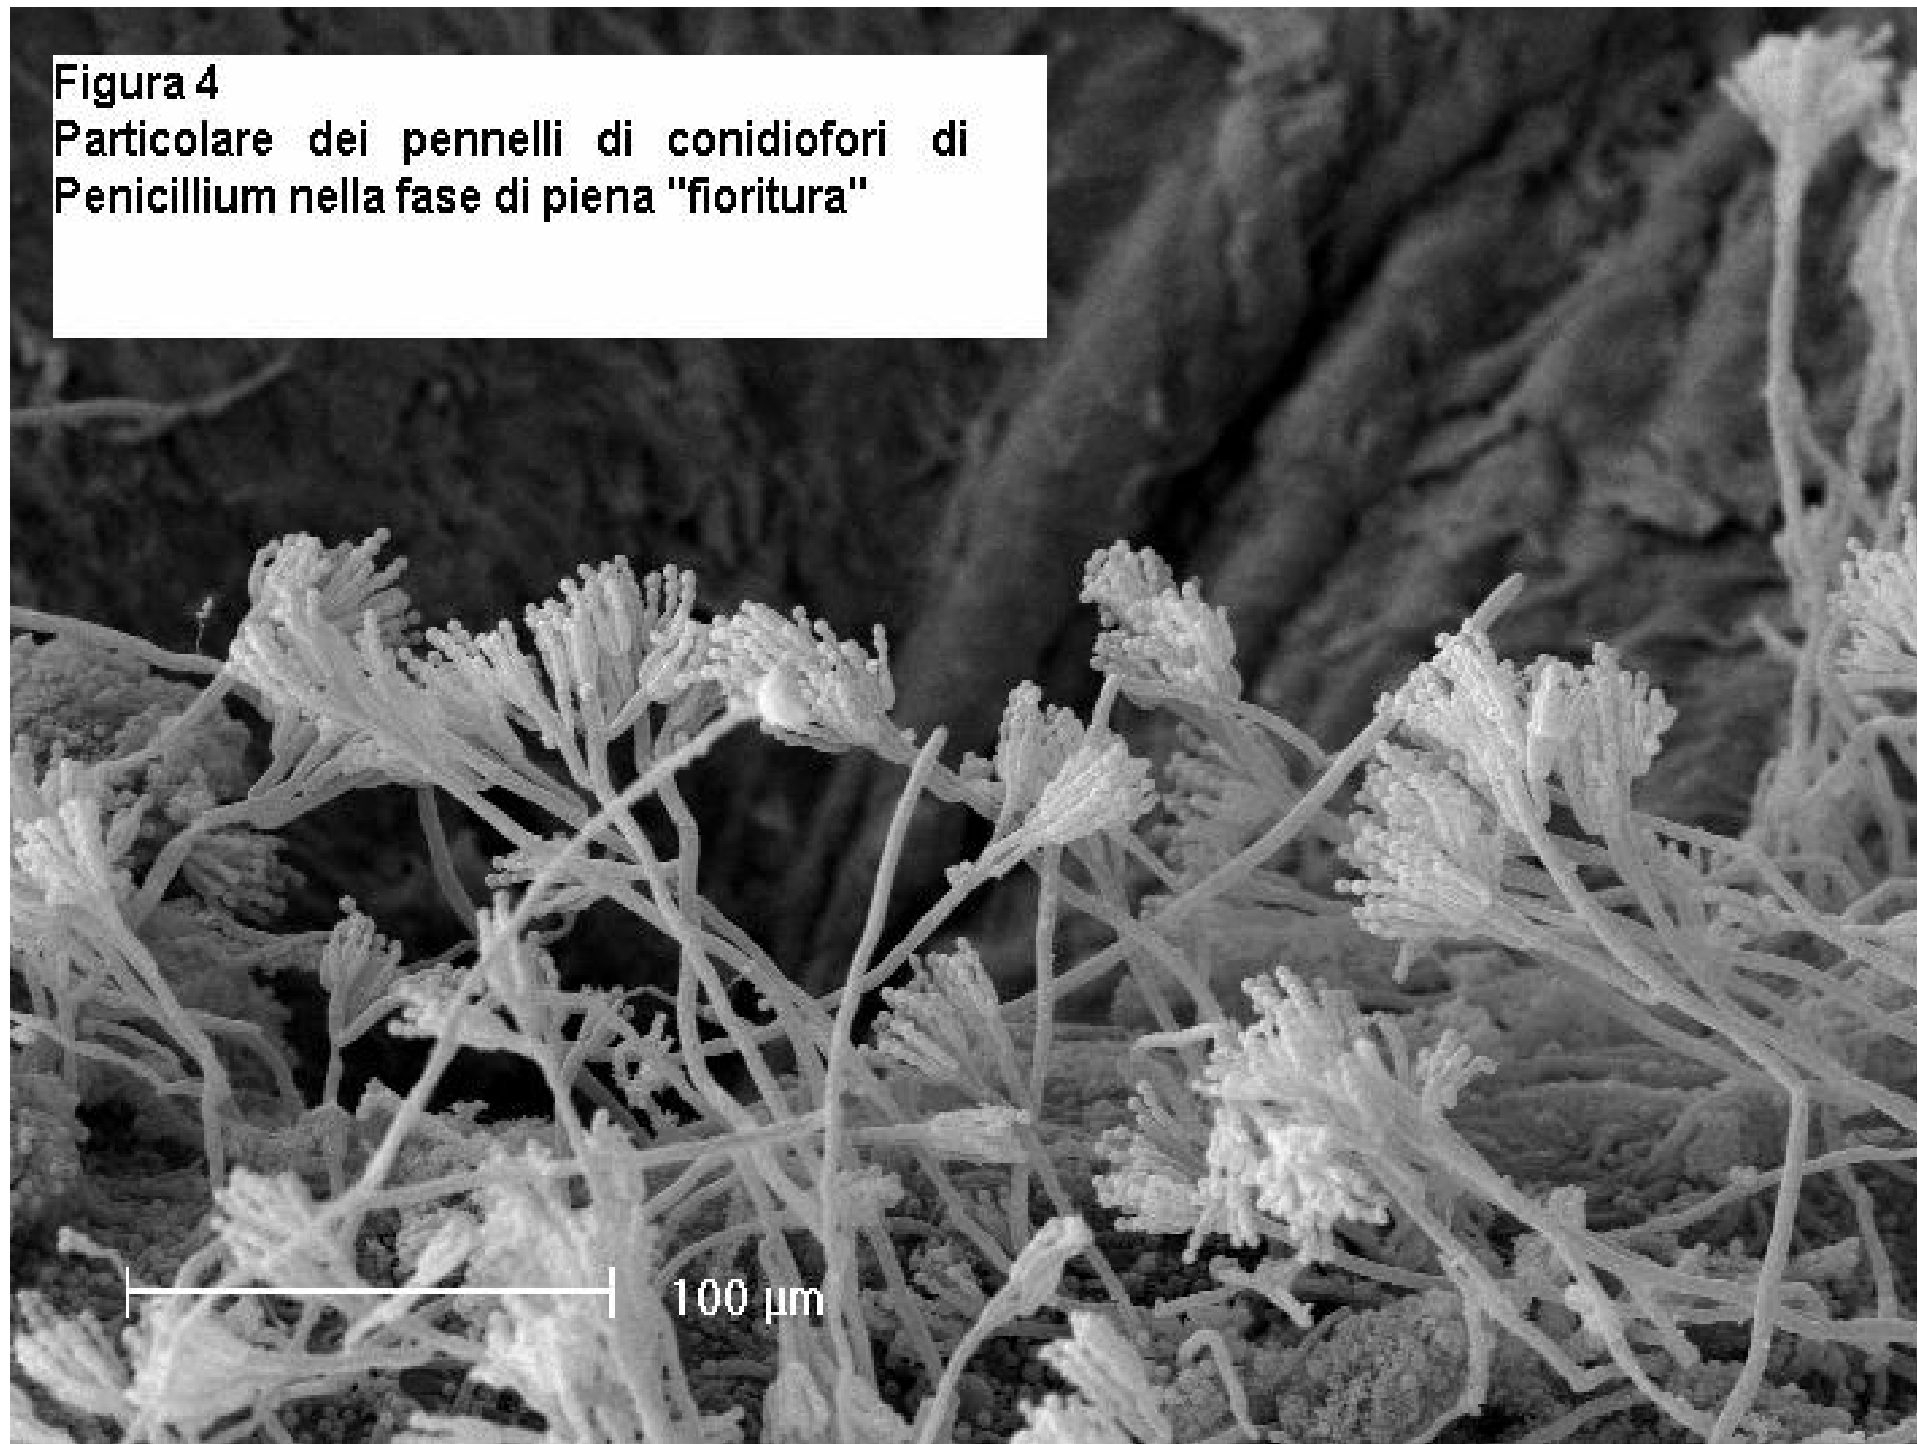 Figura 4
Particolare dei pennelli di conidiofori di
Penicillium nella fase di piena "fioritura"
100 µm